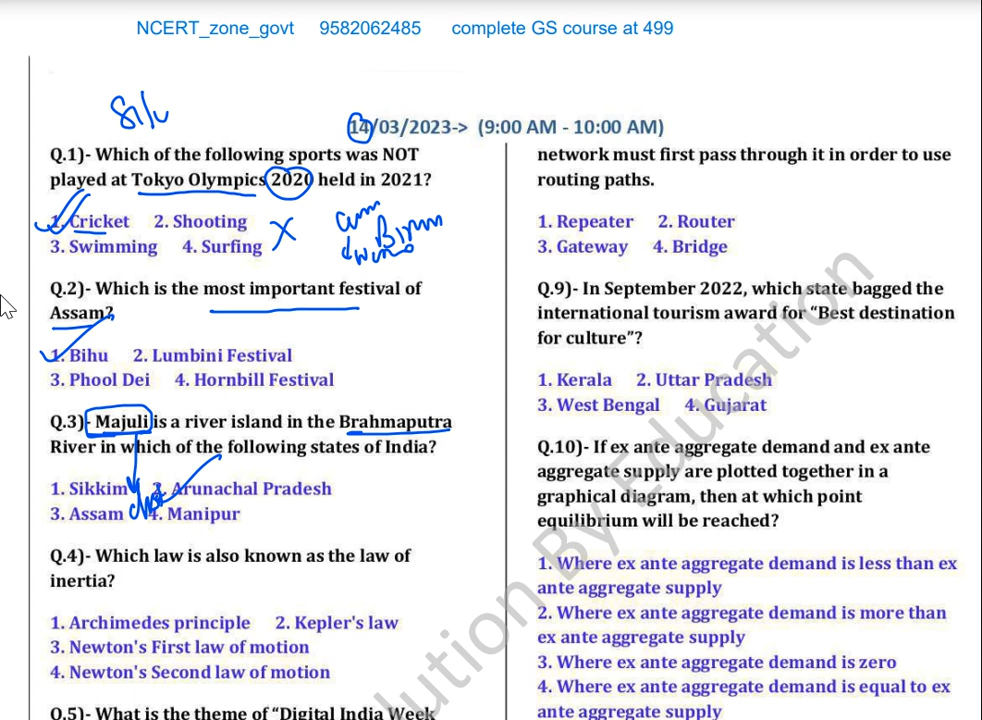 NCERT_zone_govt 9582062485 complete GS course at 499
14/03/2023-> (9:00 AM - 10:00 AM)
Q.1)- Which of the following sports was NOT
played at Tokyo Olympics 2020 held in 2021?
1. Cricket 2. Shooting
3. Swimming 4. Surfing
Q.2)- Which is the most important festival of
Assam?
1. Bihu 2. Lumbini Festival
3. Phool Dei 4. Hornbill Festival
Q.3)- Majuli is a river island in the Brahmaputra
River in which of the following states of India?
1. Sikkim 2. Arunachal Pradesh
3. Assam 4. Manipur
Q.4)- Which law is also known as the law of
inertia?
1. Archimedes principle 2. Kepler's law
3. Newton's First law of motion
4. Newton's Second law of motion
Q.5)- What is the theme of "Digital India Week
network must first pass through it in order to use
routing paths.
1. Repeater 2. Router
3. Gateway 4. Bridge
Q.9)- In September 2022, which state bagged the
international tourism award for "Best destination
for culture"?
1. Kerala 2. Uttar Pradesh
3. West Bengal 4. Gujarat
Q.10)- If ex ante aggregate demand and ex ante
aggregate supply are plotted together in a
graphical diagram, then at which point
equilibrium will be reached?
1. Where ex ante aggregate demand is less than ex
ante aggregate supply
2. Where ex ante aggregate demand is more than
ex ante aggregate supply
3. Where ex ante aggregate demand is zero
4. Where ex ante aggregate demand is equal to ex
ante aggregate supply
lution By Education